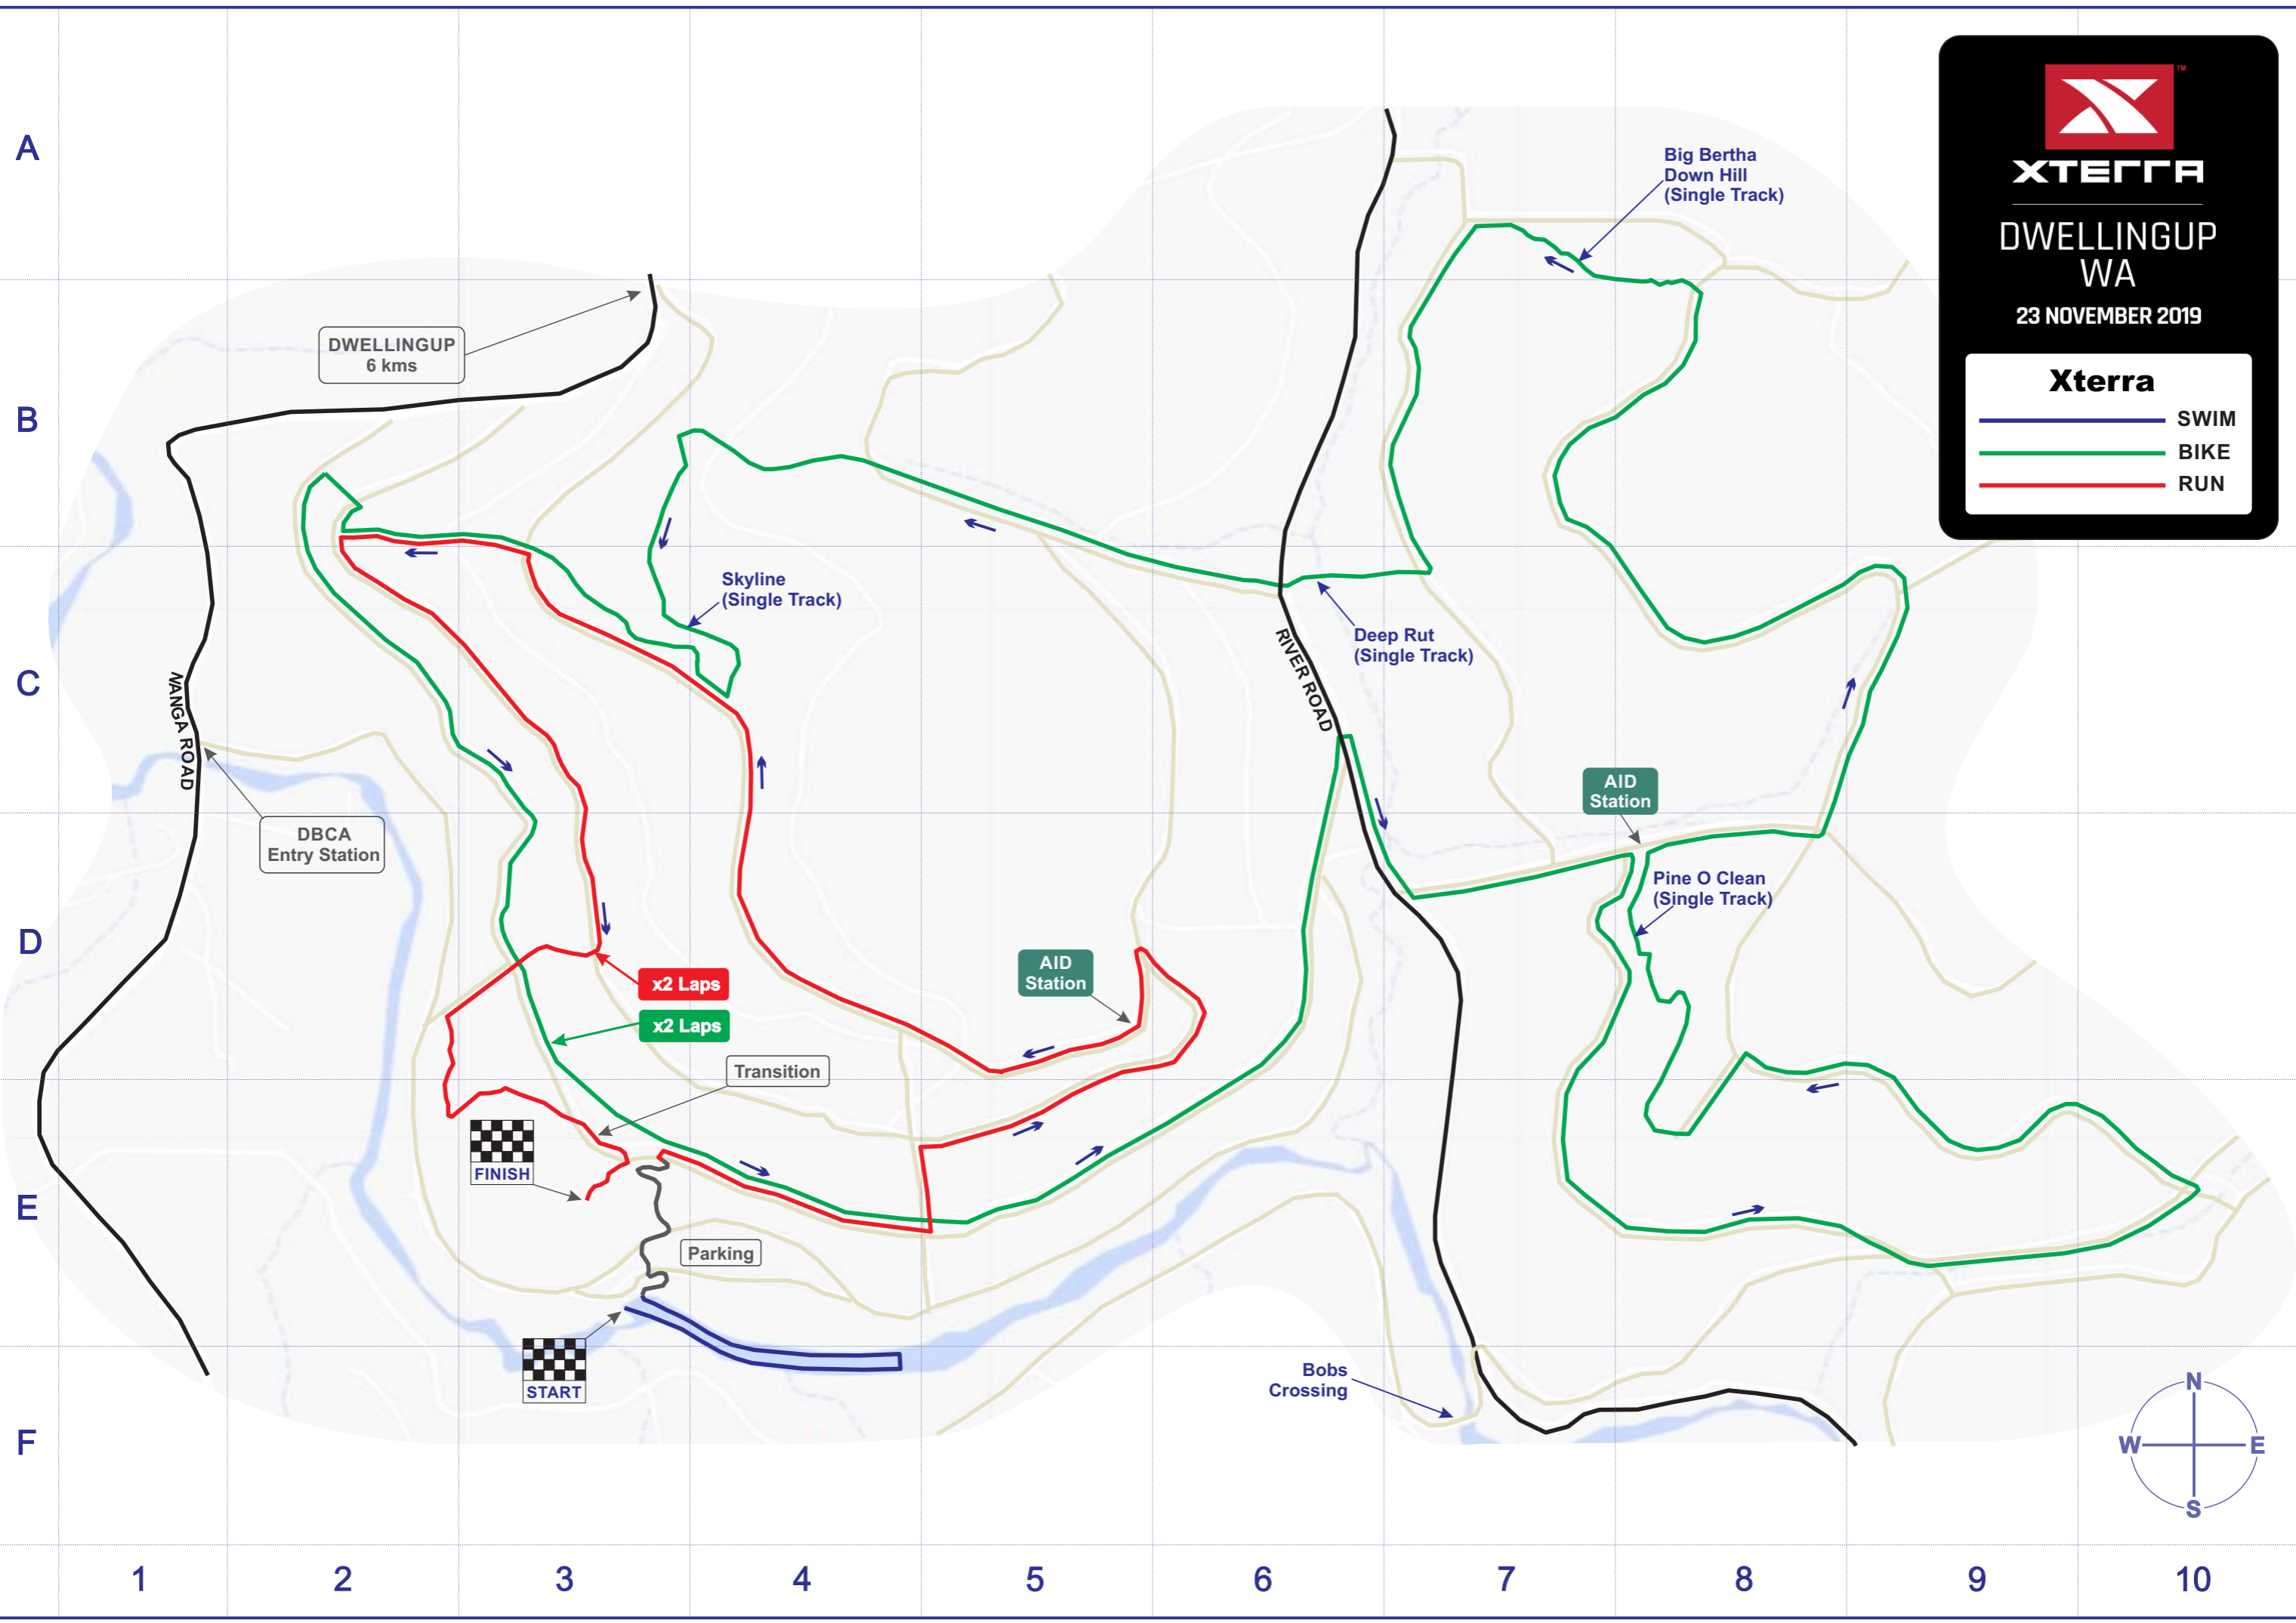 A
B
C
D
E
F
1
2
3
4
5
6
7
8
9
10
TM
XTERRA
DWELLINGUP
WA
23 NOVEMBER 2019
Xterra
SWIM
BIKE
RUN
Big Bertha
Down Hill
(Single Track)
DWELLINGUP
6 kms
Skyline
(Single Track)
Deep Rut
(Single Track)
RIVER ROAD
WANGA ROAD
AID
Station
DBCA
Entry Station
Pine O Clean
(Single Track)
AID
Station
x2 Laps
x2 Laps
Transition
FINISH
Parking
START
Bobs
Crossing
N
W
E
S